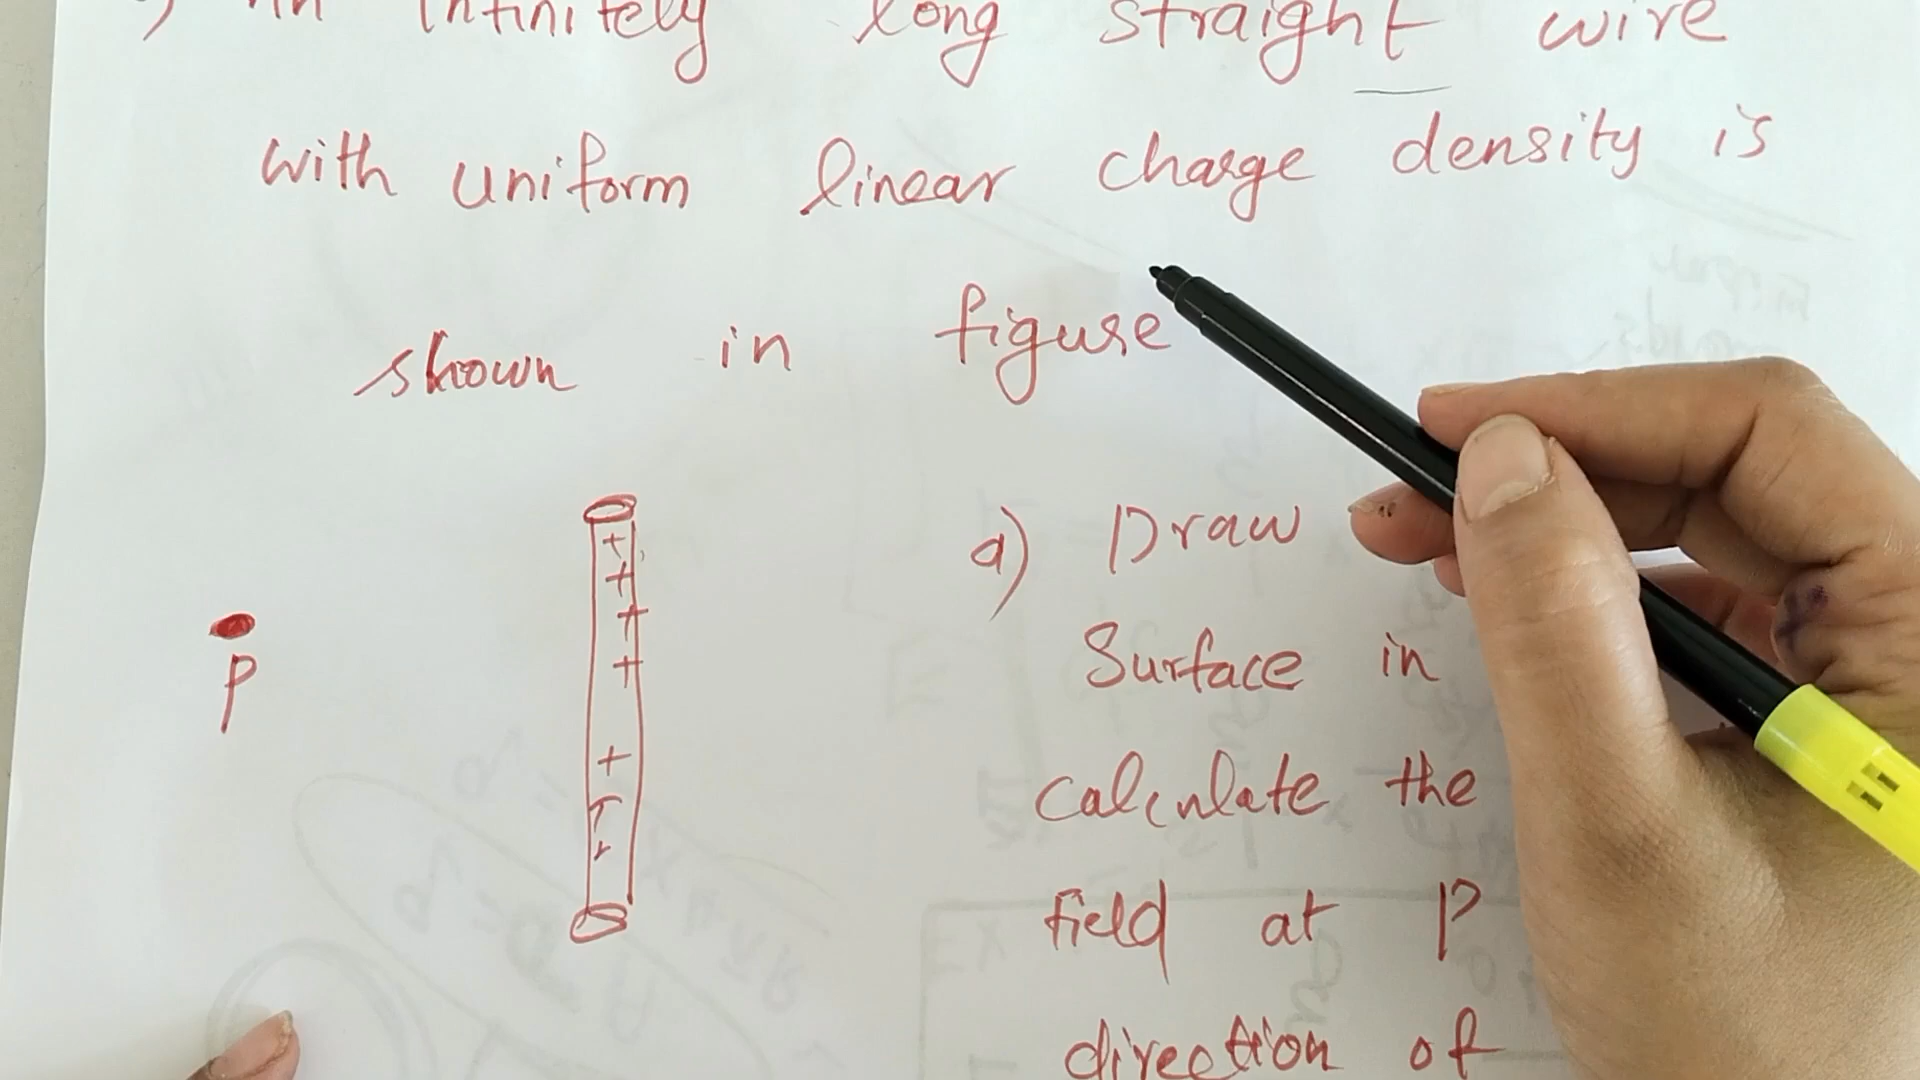 An infinitely long straight wire
with uniform linear charge density is
shown in figure
P
a) Draw
Surface in
calculate the
field at P
direction of